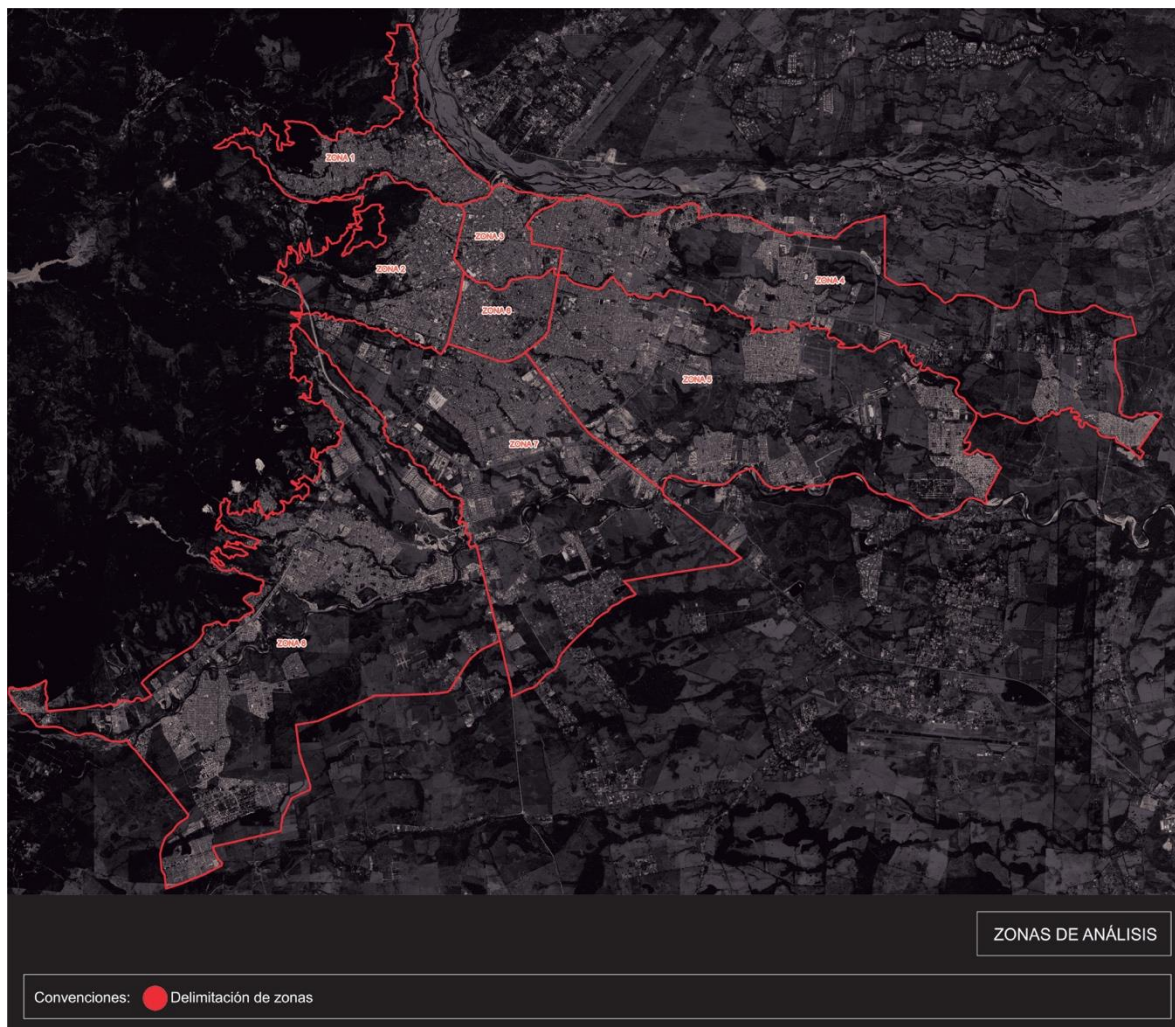 ZONA 1
ZONA 3
ZONA 2
ZONA 4
ZONA 8
ZONA 5
ZONA 7
ZONA 6
ZONAS DE ANÁLISIS
Convenciones:
Delimitación de zonas